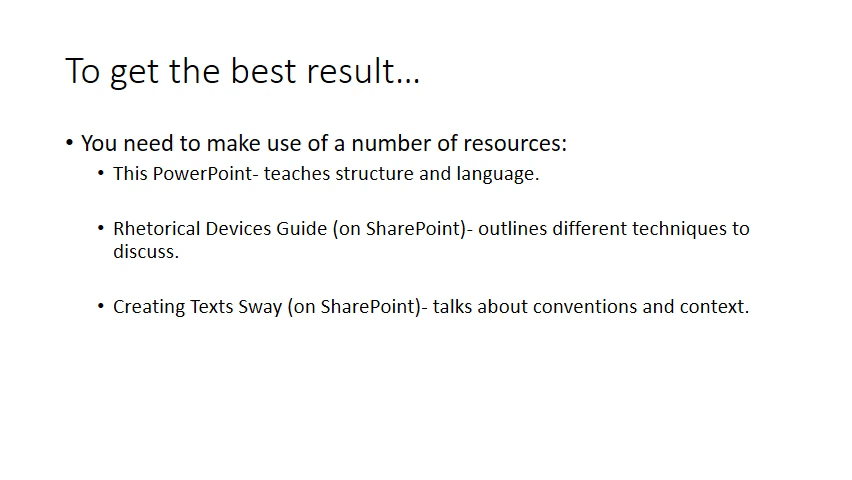 To get the best result…
• You need to make use of a number of resources:
• This PowerPoint- teaches structure and language.
• Rhetorical Devices Guide (on SharePoint)- outlines different techniques to
discuss.
• Creating Texts Sway (on SharePoint)- talks about conventions and context.